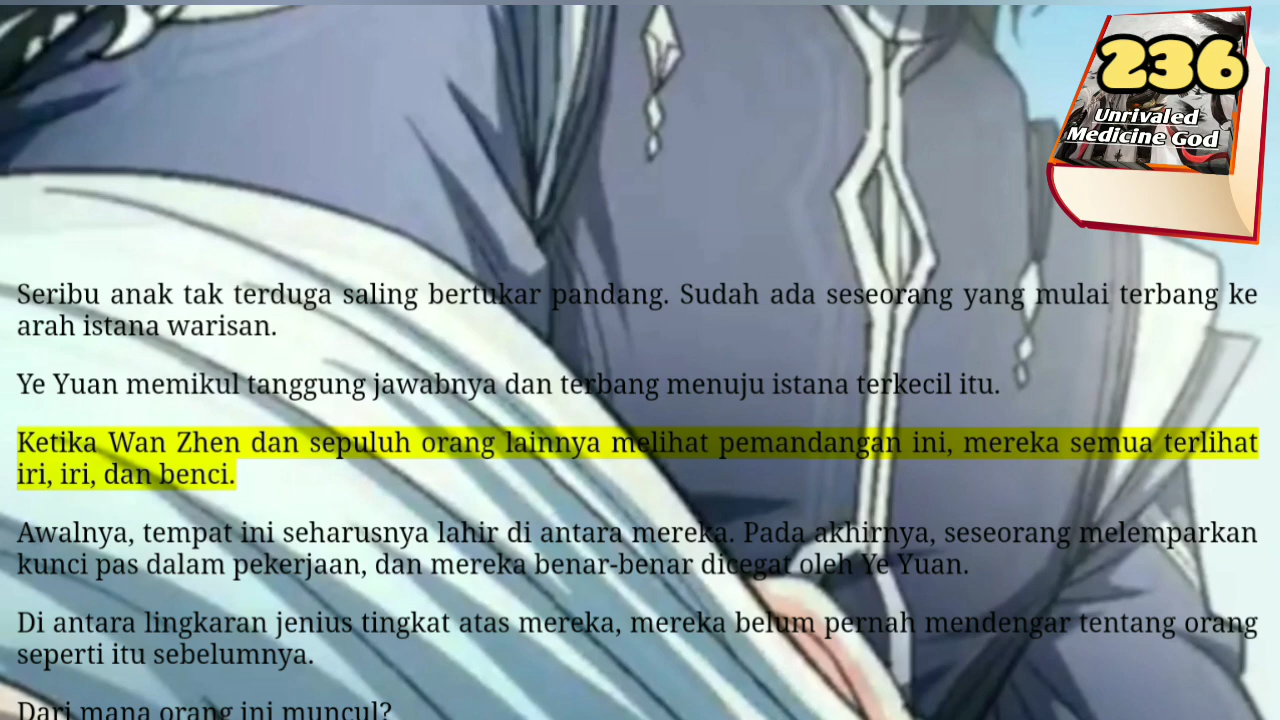 236
Unrivaled
Medicine God
Seribu anak tak terduga saling bertukar pandang. Sudah ada seseorang yang mulai terbang ke
arah istana warisan.
Ye Yuan memikul tanggung jawabnya dan terbang menuju istana terkecil itu.
Ketika Wan Zhen dan sepuluh orang lainnya melihat pemandangan ini, mereka semua terlihat
iri, iri, dan benci.
Awalnya, tempat ini seharusnya lahir di antara mereka. Pada akhirnya, seseorang melemparkan
kunci pas dalam pekerjaan, dan mereka benar-benar dicegat oleh Ye Yuan.
Di antara lingkaran jenius tingkat atas mereka, mereka belum pernah mendengar tentang orang
seperti itu sebelumnya.
Dari mana orang ini muncul?